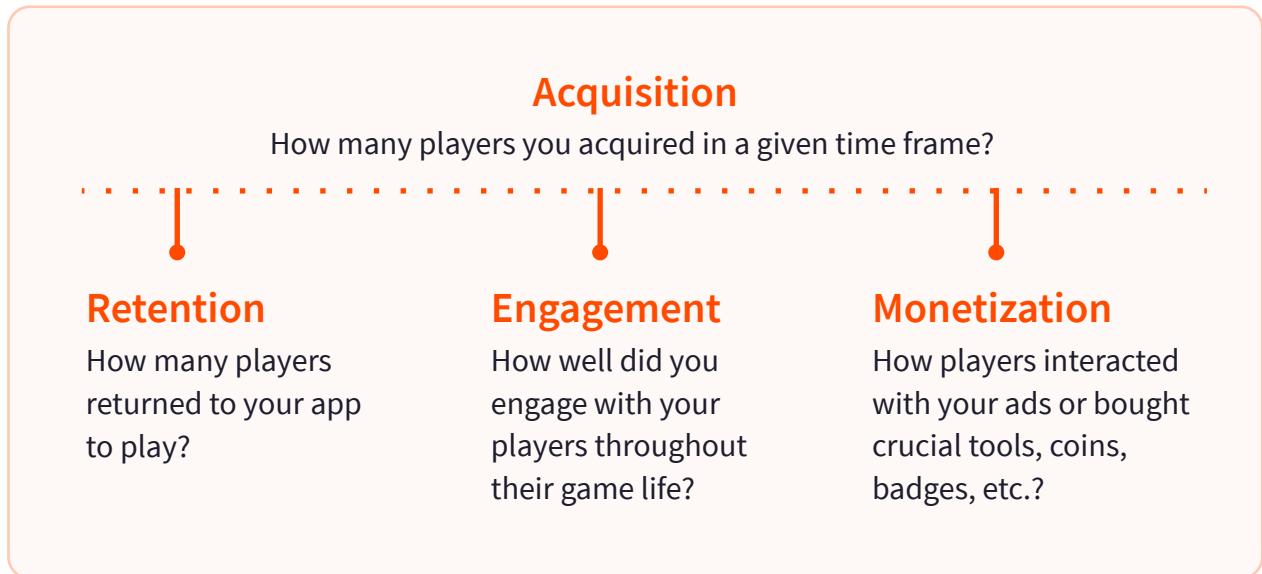 Acquisition
How many players you acquired in a given time frame?
Retention
How many players
returned to your app
to play?
Engagement
How well did you
engage with your
players throughout
their game life?
Monetization
How players interacted
with your ads or bought
crucial tools, coins,
badges, etc.?